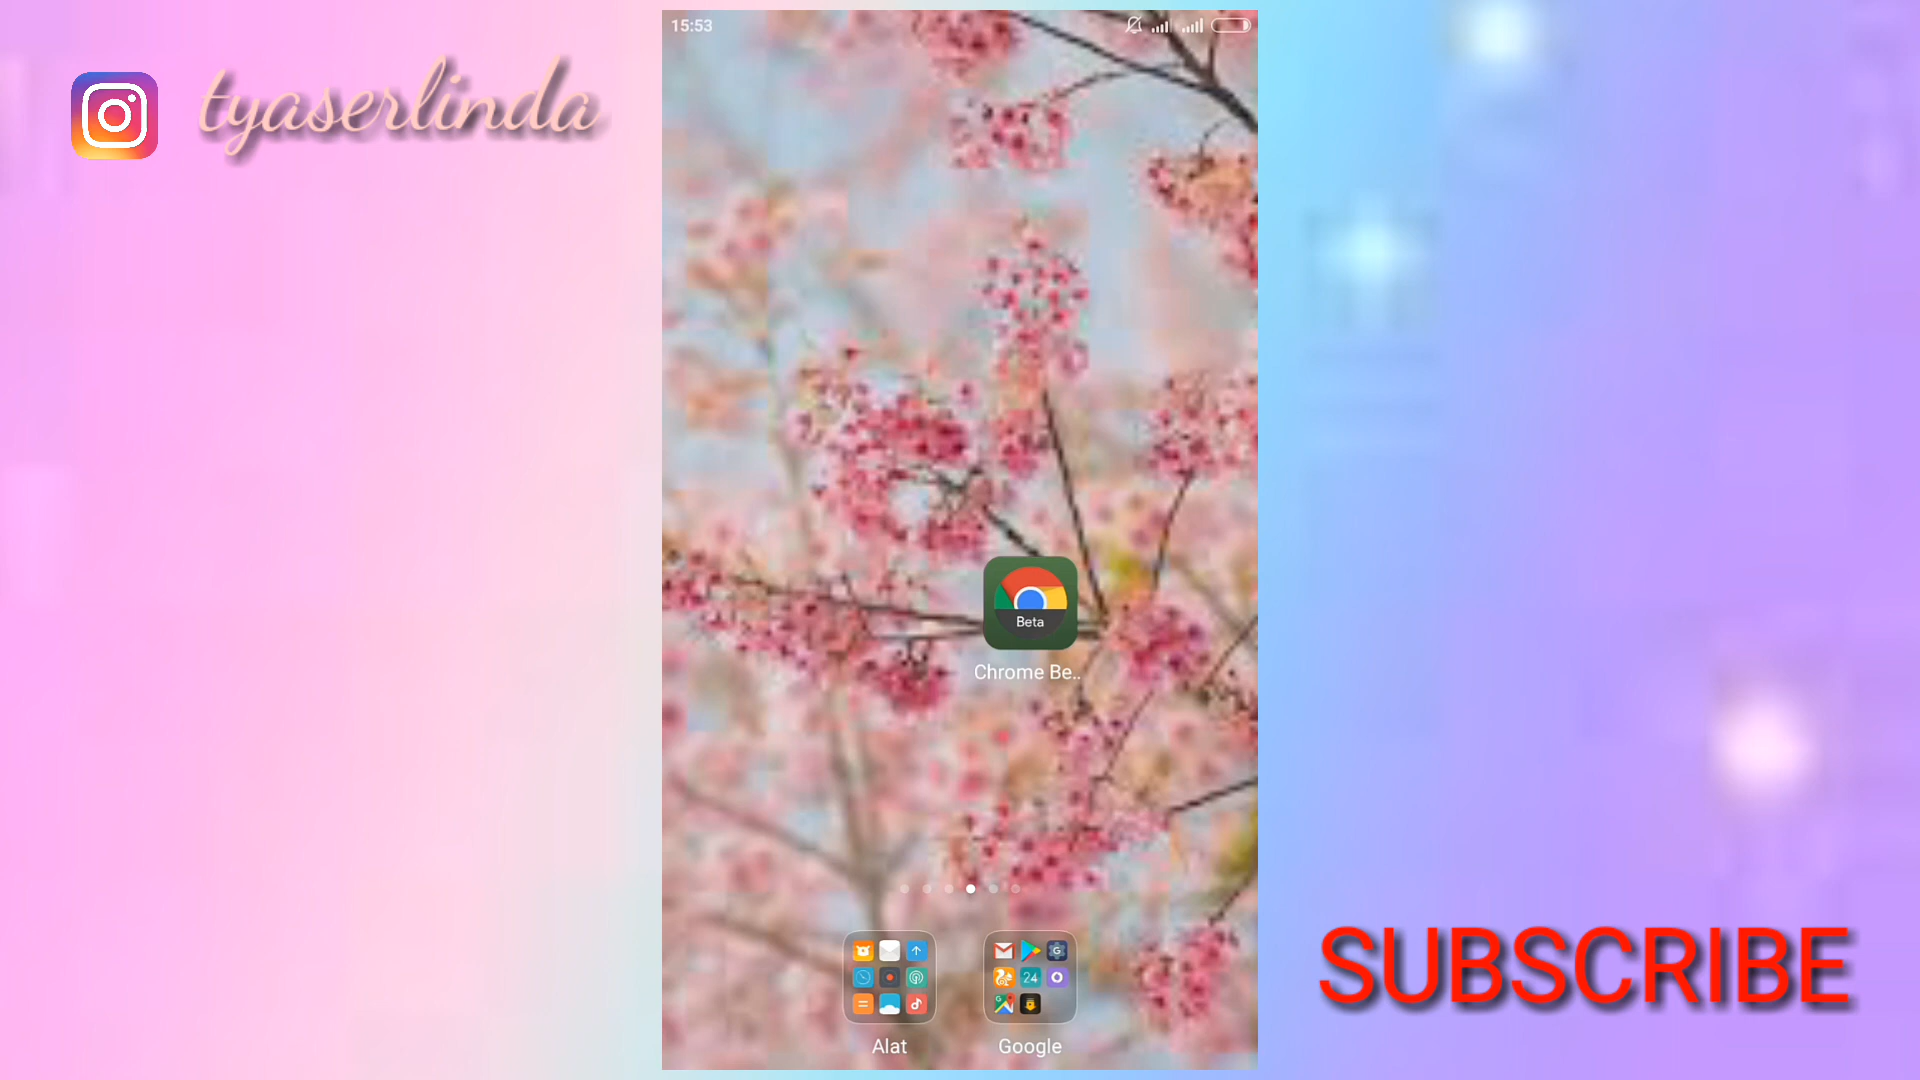 15:53
tyaserlinda
Beta
Chrome Be..
G
24
G
Alat
Google
SUBSCRIBE